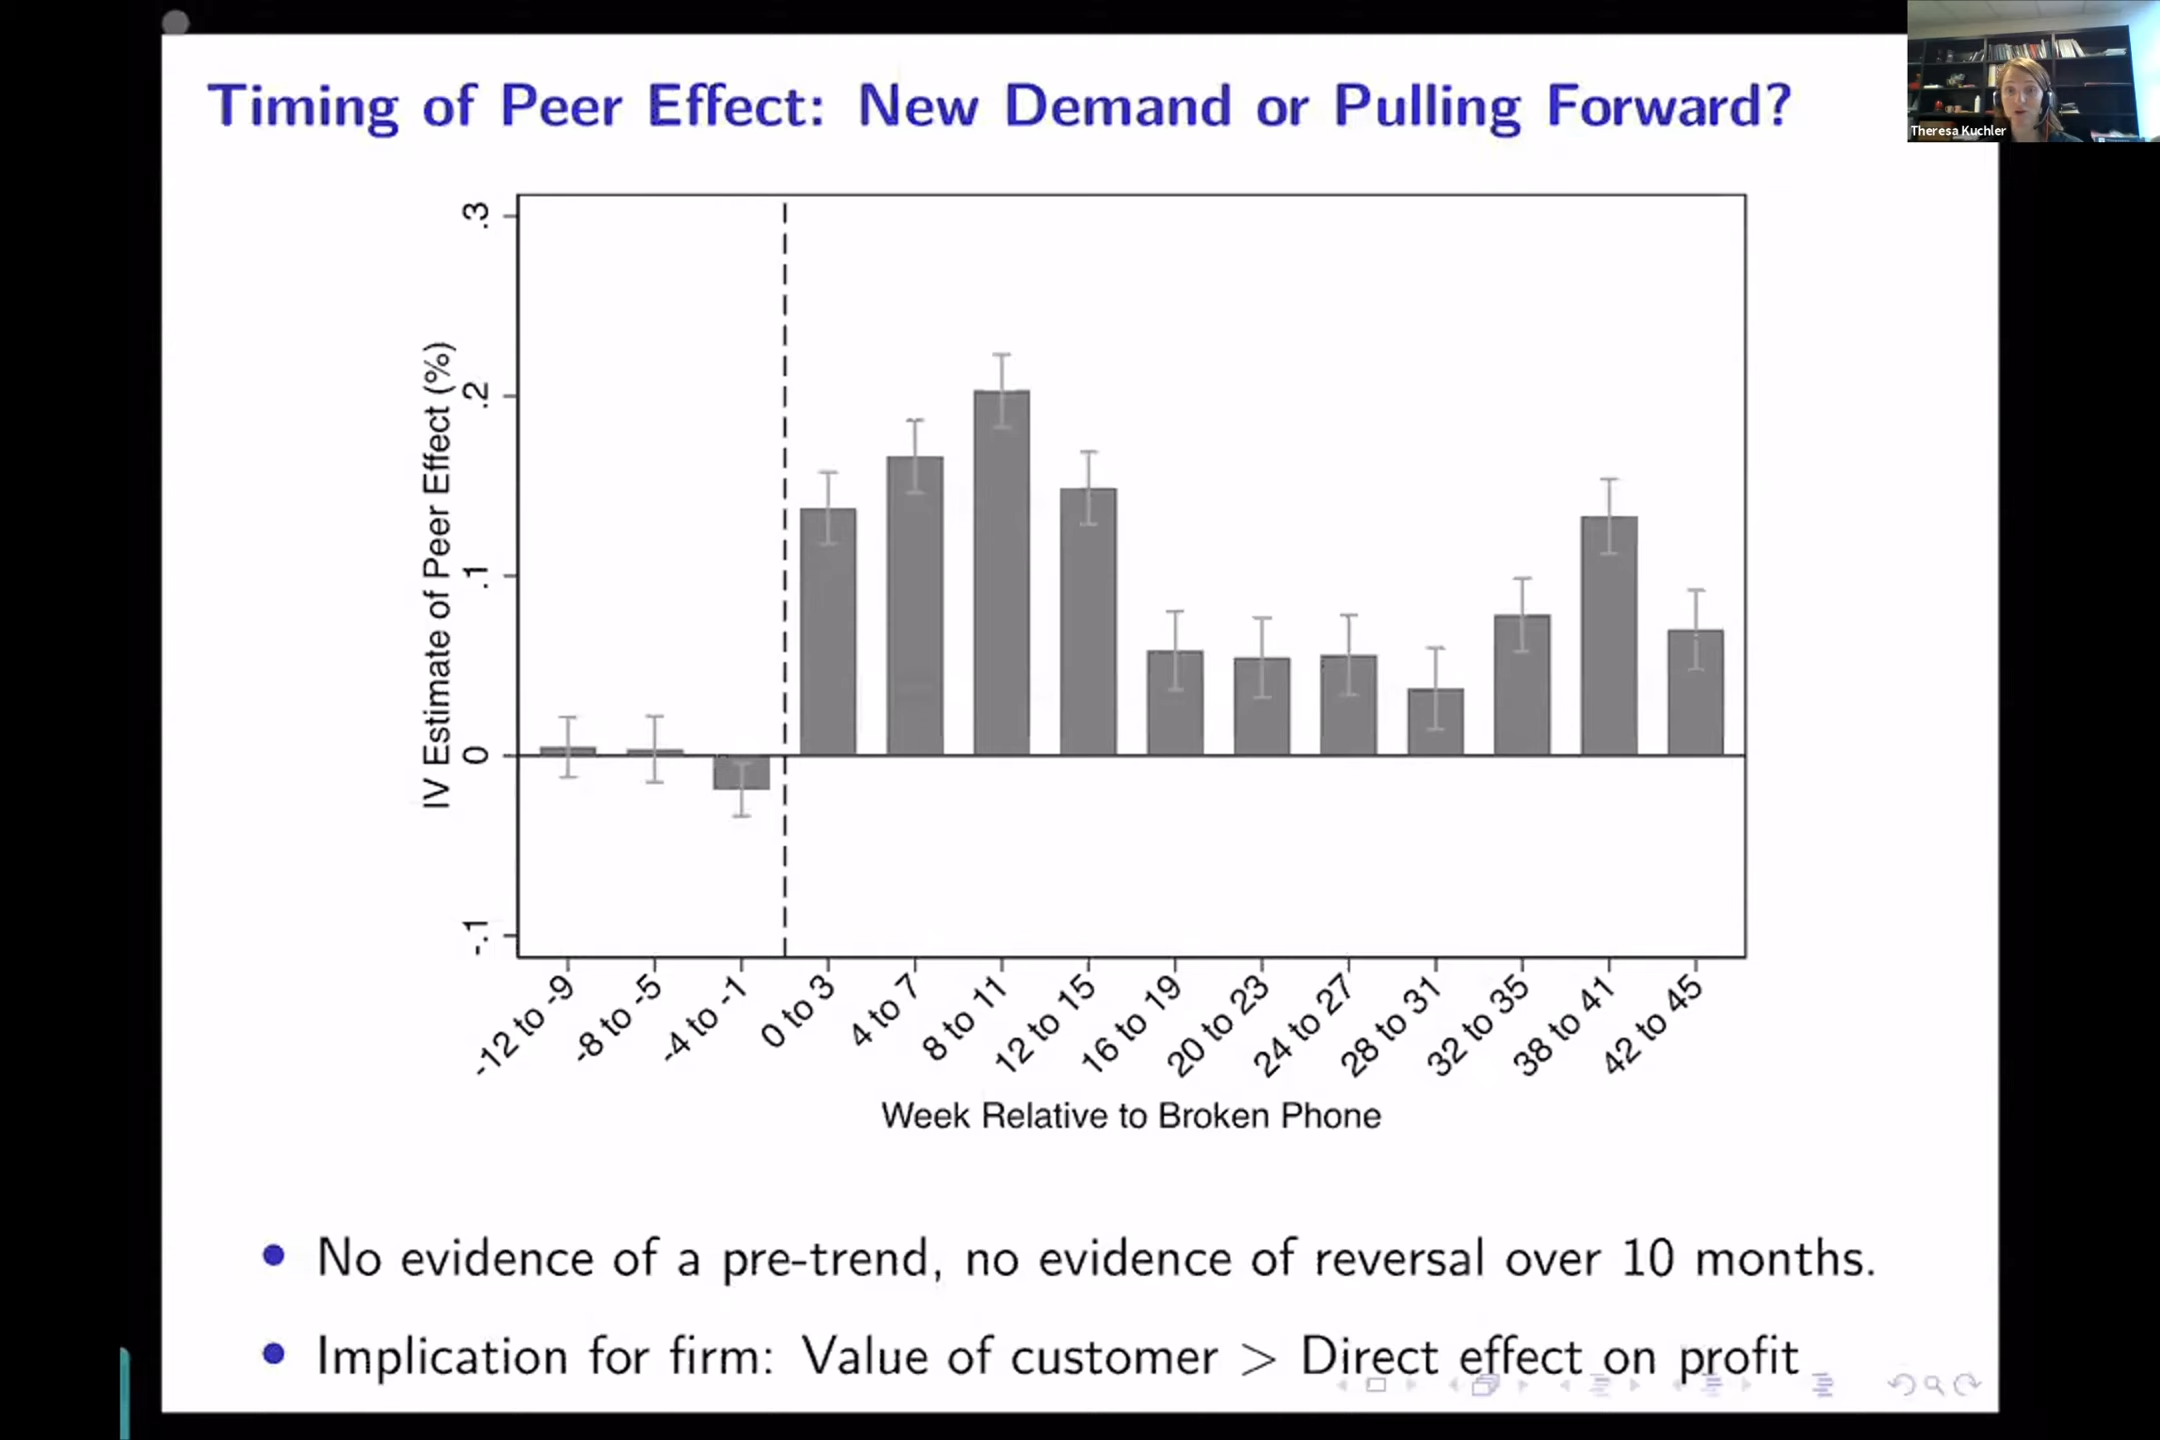 Timing of Peer Effect: New Demand or Pulling Forward?
Theresa Kuchler
IV Estimate of Peer Effect (%)
.3
.2
.1
0
-.1
-12 to -9
-8 to -5
-4 to -1
0 to 3
4 to 7
8 to 11
12 to 15
16 to 19
20 to 23
24 to 27
28 to 31
32 to 35
38 to 41
42 to 45
Week Relative to Broken Phone
• No evidence of a pre-trend, no evidence of reversal over 10 months.
• Implication for firm: Value of customer > Direct effect on profit